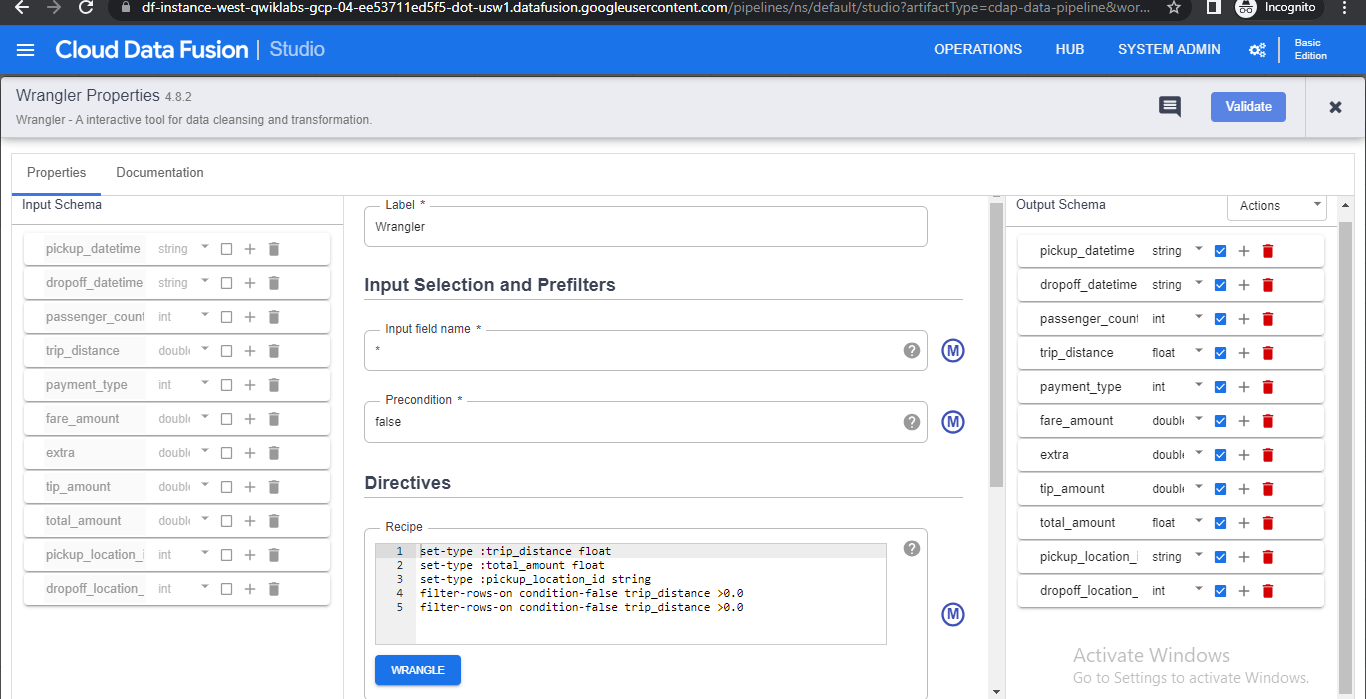 df-instance-west-qwiklabs-gcp-04-ee53711ed5f5-dot-usw1.datafusion.googleusercontent.com/pipelines/ns/default/studio?artifactType=cdap-data-pipeline&wor...
Incognito
Cloud Data Fusion | Studio
OPERATIONS
HUB
SYSTEM ADMIN
Basic
Edition
Wrangler Properties 4.8.2
Wrangler - A interactive tool for data cleansing and transformation.
Validate
Properties
Documentation
Input Schema
pickup_datetime string
dropoff_datetime string
passenger_count int
trip_distance double
payment_type int
fare_amount double
extra double
tip_amount double
total_amount double
pickup_location_i int
dropoff_location_ int
Label *
Wrangler
Input Selection and Prefilters
Input field name *
*
? M
Precondition *
false
? M
Directives
Recipe
?
1 set-type :trip_distance float
2 set-type :total_amount float
3 set-type :pickup_location_id string
4 filter-rows-on condition-false trip_distance >0.0
5 filter-rows-on condition-false trip_distance >0.0
M
WRANGLE
Output Schema
Actions
pickup_datetime string
dropoff_datetime string
passenger_count int
trip_distance float
payment_type int
fare_amount double
extra double
tip_amount double
total_amount float
pickup_location_i string
dropoff_location_ int
Activate Windows
Go to Settings to activate Windows.